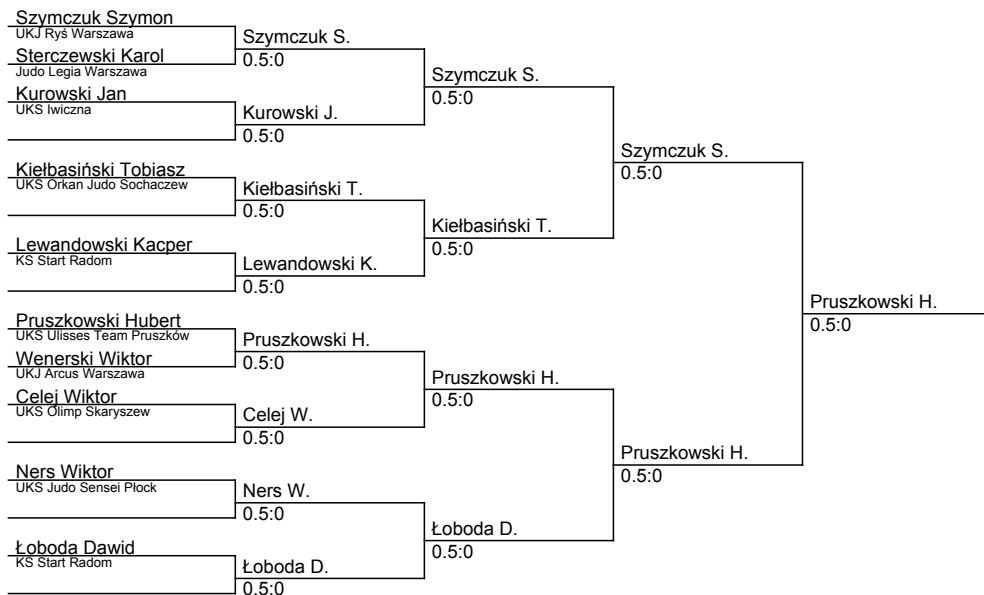 Szymczuk Szymon
UKJ Ryś Warszawa
Sterczewski Karol
Judo Legia Warszawa
Kurowski Jan
UKS Iwiczna
Kiełbasiński Tobiasz
UKS Orkan Judo Sochaczew
Lewandowski Kacper
KS Start Radom
Pruszkowski Hubert
UKS Ulisses Team Pruszków
Wenerski Wiktor
UKJ Arcus Warszawa
Celej Wiktor
UKS Olimp Skaryszew
Ners Wiktor
UKS Judo Sensei Płock
Łoboda Dawid
KS Start Radom
Szymczuk S.
0.5:0
Kurowski J.
0.5:0
Kiełbasiński T.
0.5:0
Lewandowski K.
0.5:0
Pruszkowski H.
0.5:0
Celej W.
0.5:0
Ners W.
0.5:0
Łoboda D.
0.5:0
Szymczuk S.
0.5:0
Kiełbasiński T.
0.5:0
Pruszkowski H.
0.5:0
Łoboda D.
0.5:0
Szymczuk S.
0.5:0
Pruszkowski H.
0.5:0
Pruszkowski H.
0.5:0